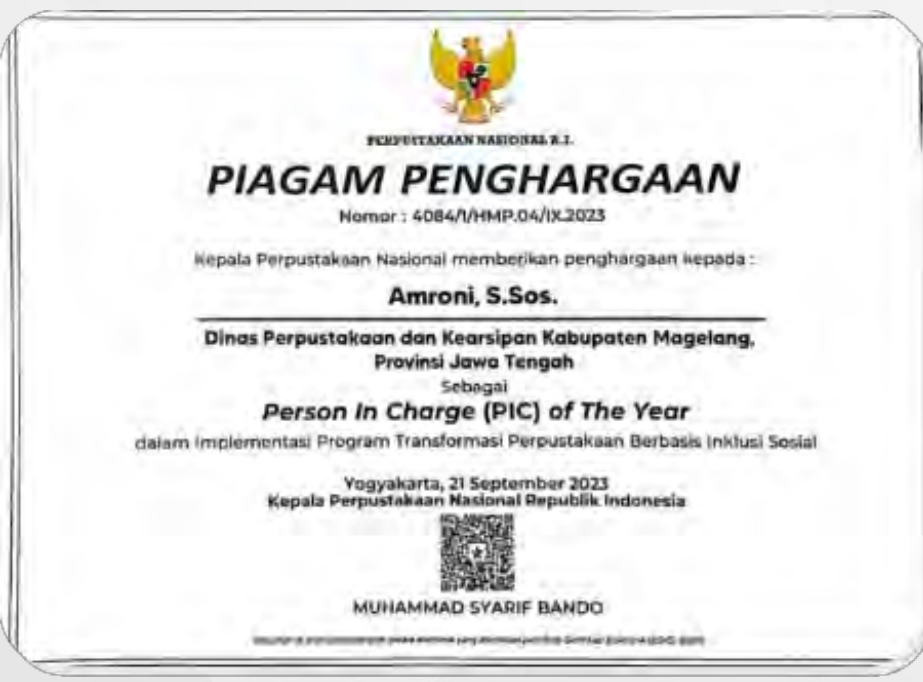 PERPUSTAKAAN NASIONAL R.I.
PIAGAM PENGHARGAAN
Nomor : 4084/1/HMP.04/IX.2023
Kepala Perpustakaan Nasional memberikan penghargaan kepada :
Amroni, S.Sos.
Dinas Perpustakaan dan Kearsipan Kabupaten Magelang,
Provinsi Jawa Tengah
Sebagai
Person In Charge (PIC) of The Year
dalam Implementasi Program Transformasi Perpustakaan Berbasis Inklusi Sosial
Yogyakarta, 21 September 2023
Kepala Perpustakaan Nasional Republik Indonesia
MUHAMMAD SYARIF BANDO